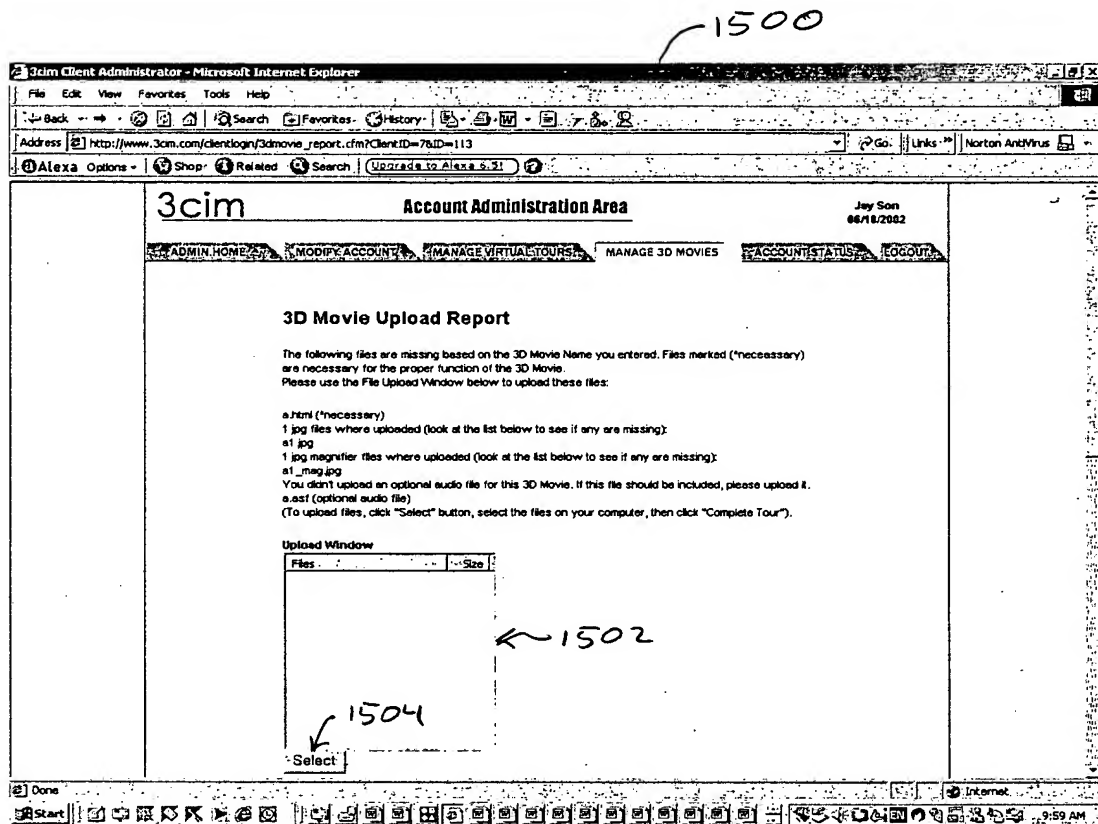 1500
3cim Client Administrator - Microsoft Internet Explorer
File Edit View Favorites Tools Help
Back Search Favorites History
Address http://www.3cim.com/clientlogin/3dmovie_report.cfm?ClientID=7&ID=113 Go Links » Norton AntiVirus
Alexa Options Shop Related Search Upgrade to Alexa 6.5!
3cim Account Administration Area Jay Son
06/18/2002
ADMIN HOME MODIFY ACCOUNT MANAGE VIRTUAL TOURS MANAGE 3D MOVIES ACCOUNT STATUS LOGOUT
3D Movie Upload Report
The following files are missing based on the 3D Movie Name you entered. Files marked (*necessary)
are necessary for the proper function of the 3D Movie.
Please use the File Upload Window below to upload these files:
a.html (*necessary)
1 jpg files where uploaded (look at the list below to see if any are missing):
a1.jpg
1 jpg magnifier files where uploaded (look at the list below to see if any are missing):
a1_mag.jpg
You didn't upload an optional audio file for this 3D Movie. If this file should be included, please upload it.
a.asf (optional audio file)
(To upload files, click "Select" button, select the files on your computer, then click "Complete Tour").
Upload Window
Files Size
1502
1504
Select
Done Internet
Start 9:59 AM